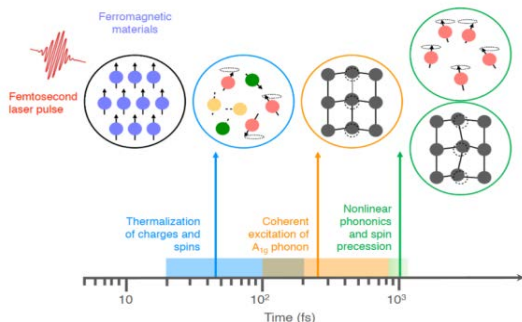 Ferromagnetic
materials
Femtosecond
laser pulse
Thermalization
of charges and
spins
Coherent
excitation of
A1g phonon
Nonlinear
phononics
and spin
precession
10
10²
10³
Time (fs)